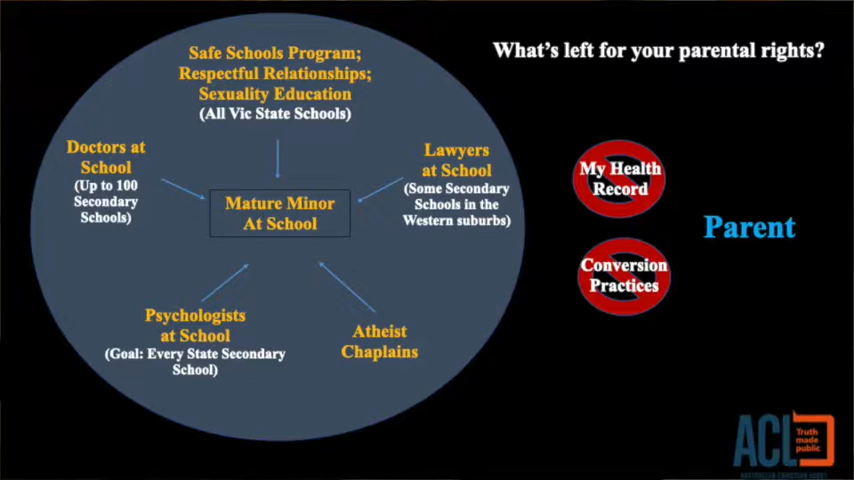 Safe Schools Program;
Respectful Relationships;
Sexuality Education
(All Vic State Schools)
What's left for your parental rights?
Doctors at
School
(Up to 100
Secondary
Schools)
Lawyers
at School
(Some Secondary
Schools in the
Western suburbs)
Mature Minor
At School
My Health
Record
Parent
Conversion
Practices
Psychologists
at School
(Goal: Every State Secondary
School)
Atheist
Chaplains
ACL
Truth
made
public
AUSTRALIAN CHRISTIAN LOBBY